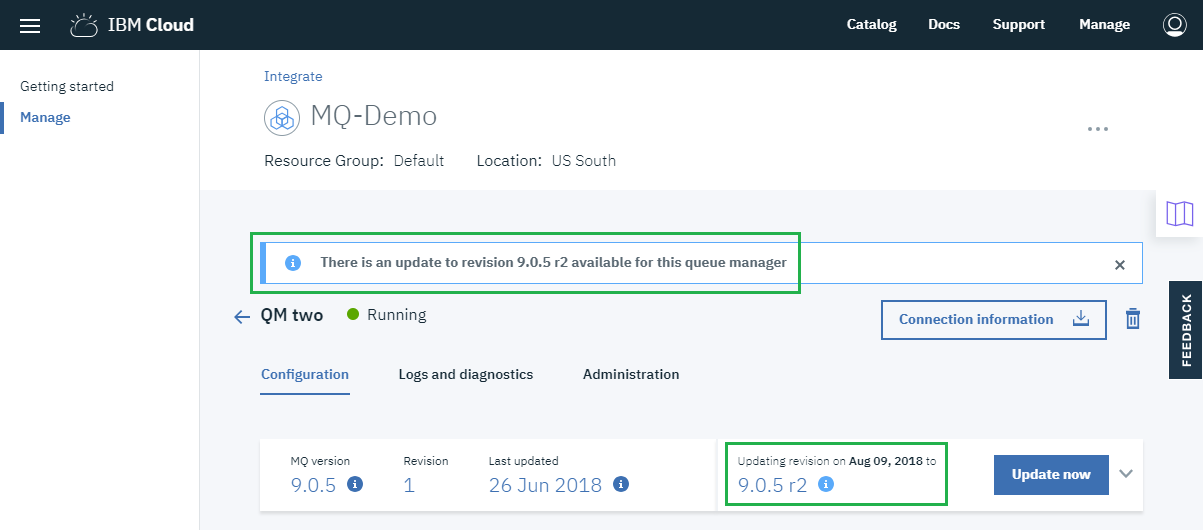 IBM Cloud
Catalog Docs Support Manage
Getting started
Manage
Integrate
MQ-Demo
Resource Group: Default Location: US South
There is an update to revision 9.0.5 r2 available for this queue manager
QM two Running
Connection information
FEEDBACK
Configuration Logs and diagnostics Administration
MQ version Revision Last updated Updating revision on Aug 09, 2018 to
9.0.5 1 26 Jun 2018 9.0.5 r2
Update now